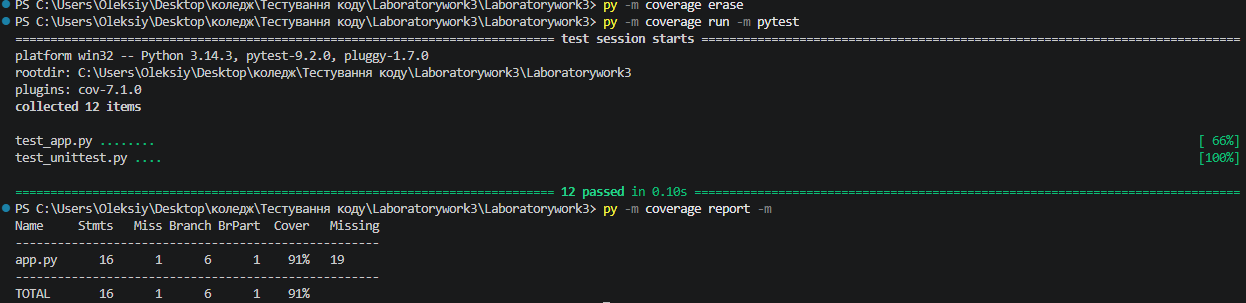 PS C:\Users\Oleksiy\Desktop\коледж\Тестування коду\Laboratorywork3\Laboratorywork3> py -m coverage erase
PS C:\Users\Oleksiy\Desktop\коледж\Тестування коду\Laboratorywork3\Laboratorywork3> py -m coverage run -m pytest
============================= test session starts =============================
platform win32 -- Python 3.14.3, pytest-9.2.0, pluggy-1.7.0
rootdir: C:\Users\Oleksiy\Desktop\коледж\Тестування коду\Laboratorywork3\Laboratorywork3
plugins: cov-7.1.0
collected 12 items
test_app.py ........ [ 66%]
test_unittest.py .... [100%]
============================= 12 passed in 0.10s =============================
PS C:\Users\Oleksiy\Desktop\коледж\Тестування коду\Laboratorywork3\Laboratorywork3> py -m coverage report -m
Name     Stmts   Miss Branch BrPart  Cover   Missing
----------------------------------------------------
app.py      16      1      6      1    91%   19
----------------------------------------------------
TOTAL       16      1      6      1    91%